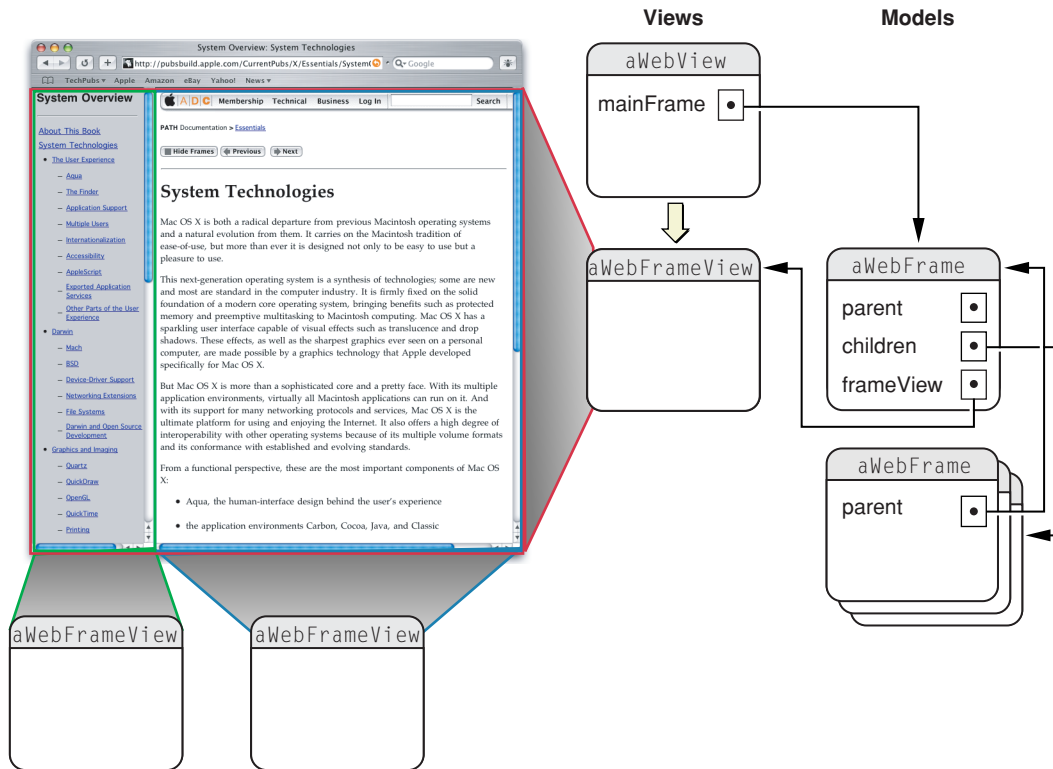 Views
Models
System Overview: System Technologies
http://pubsbuild.apple.com/CurrentPubs/X/Essentials/System
Google
TechPubs ▾ Apple Amazon eBay Yahoo! News ▾
System Overview
About This Book
System Technologies
• The User Experience
– Aqua
– The Finder
– Application Support
– Multiple Users
– Internationalization
– Accessibility
– AppleScript
– Exported Application
Services
– Other Parts of the User
Experience
• Darwin
– Mach
– BSD
– Device-Driver Support
– Networking Extensions
– File Systems
– Darwin and Open Source
Development
• Graphics and Imaging
– Quartz
– QuickDraw
– OpenGL
– QuickTime
– Printing
ADC Membership Technical Business Log In Search
PATH Documentation > Essentials
Hide Frames Previous Next
System Technologies
Mac OS X is both a radical departure from previous Macintosh operating systems
and a natural evolution from them. It carries on the Macintosh tradition of
ease-of-use, but more than ever it is designed not only to be easy to use but a
pleasure to use.
This next-generation operating system is a synthesis of technologies; some are new
and most are standard in the computer industry. It is firmly fixed on the solid
foundation of a modern core operating system, bringing benefits such as protected
memory and preemptive multitasking to Macintosh computing. Mac OS X has a
sparkling user interface capable of visual effects such as translucence and drop
shadows. These effects, as well as the sharpest graphics ever seen on a personal
computer, are made possible by a graphics technology that Apple developed
specifically for Mac OS X.
But Mac OS X is more than a sophisticated core and a pretty face. With its multiple
application environments, virtually all Macintosh applications can run on it. And
with its support for many networking protocols and services, Mac OS X is the
ultimate platform for using and enjoying the Internet. It also offers a high degree of
interoperability with other operating systems because of its multiple volume formats
and its conformance with established and evolving standards.
From a functional perspective, these are the most important components of Mac OS
X:
• Aqua, the human-interface design behind the user's experience
• the application environments Carbon, Cocoa, Java, and Classic
aWebView
mainFrame
aWebFrameView
aWebFrame
parent
children
frameView
aWebFrame
parent
aWebFrameView
aWebFrameView